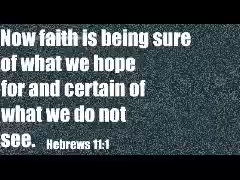 Now faith is being sure
of what we hope
for and certain of
what we do not
see. Hebrews 11:1